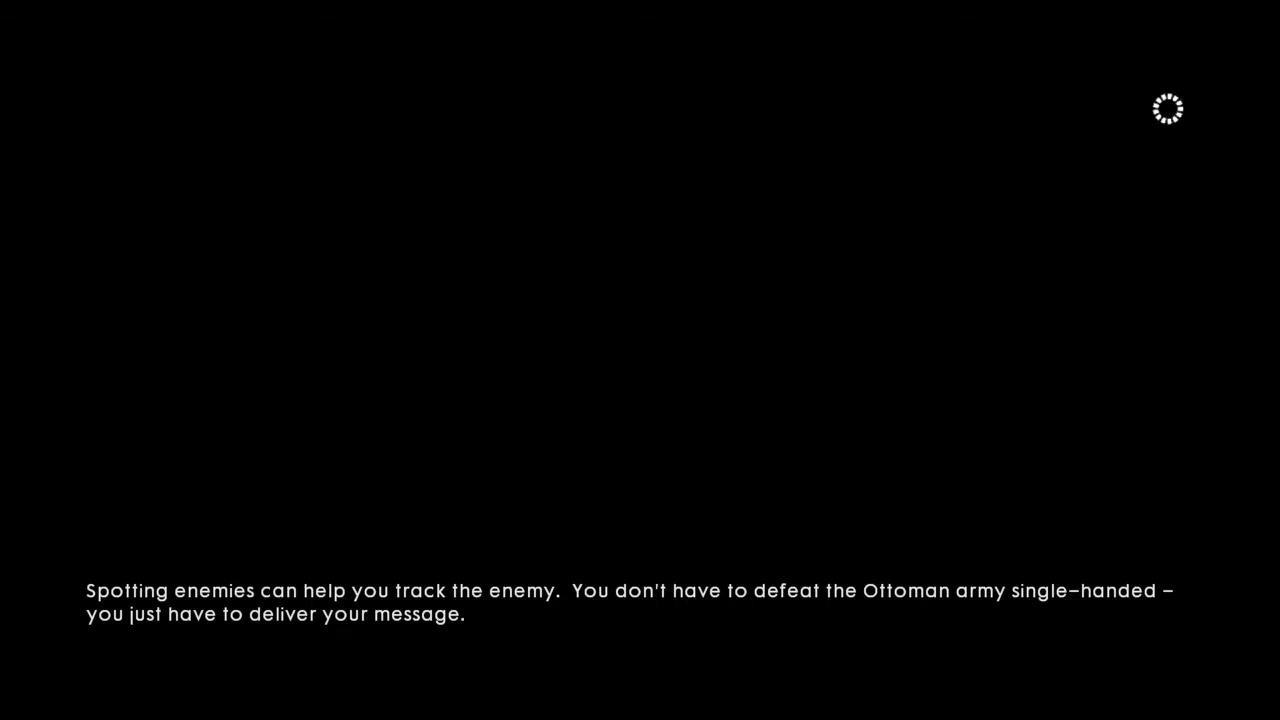 Spotting enemies can help you track the enemy.  You don't have to defeat the Ottoman army single-handed -
you just have to deliver your message.